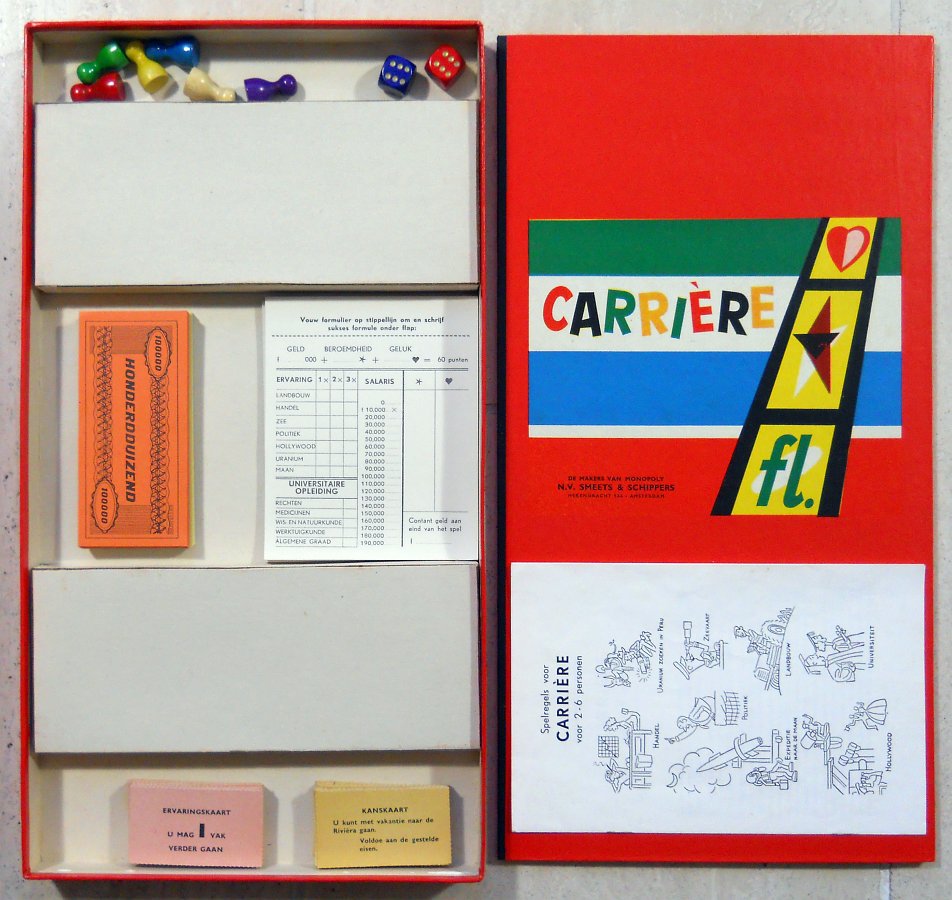 100000
HONDERDDUIZEND
100000
Vouw formulier op stippellijn om en schrijf
sukses formule onder flap:
GELD BEROEMDHEID GELUK
f 000 + * + ♥ = 60 punten
ERVARING 1× 2× 3× SALARIS * ♥
LANDBOUW
HANDEL
ZEE
POLITIEK
HOLLYWOOD
URANIUM
MAAN
UNIVERSITAIRE
OPLEIDING
RECHTEN
MEDICIJNEN
WIS- EN NATUURKUNDE
WERKTUIGKUNDE
ALGEMENE GRAAD
0
f 10,000 ×
20,000
30,000
40,000
50,000
60,000
70,000
80,000
90,000
100,000
110,000
120,000
130,000
140,000
150,000
160,000
170,000
180,000
190,000
Contant geld aan
eind van het spel
f
ERVARINGSKAART
U MAG 1 VAK
VERDER GAAN
KANSKAART
U kunt met vakantie naar de
Rivièra gaan.
Voldoe aan de gestelde
eisen.
CARRIÈRE
fl.
DE MAKERS VAN MONOPOLY
N.V. SMEETS & SCHIPPERS
HERENGRACHT 524 - AMSTERDAM
Spelregels voor
CARRIÈRE
voor 2-6 personen
URANIUM ZOEKEN IN PERU
ZEEVAART
LANDBOUW
UNIVERSITEIT
HANDEL
POLITIEK
EXPEDITIE
NAAR DE MAAN
HOLLYWOOD